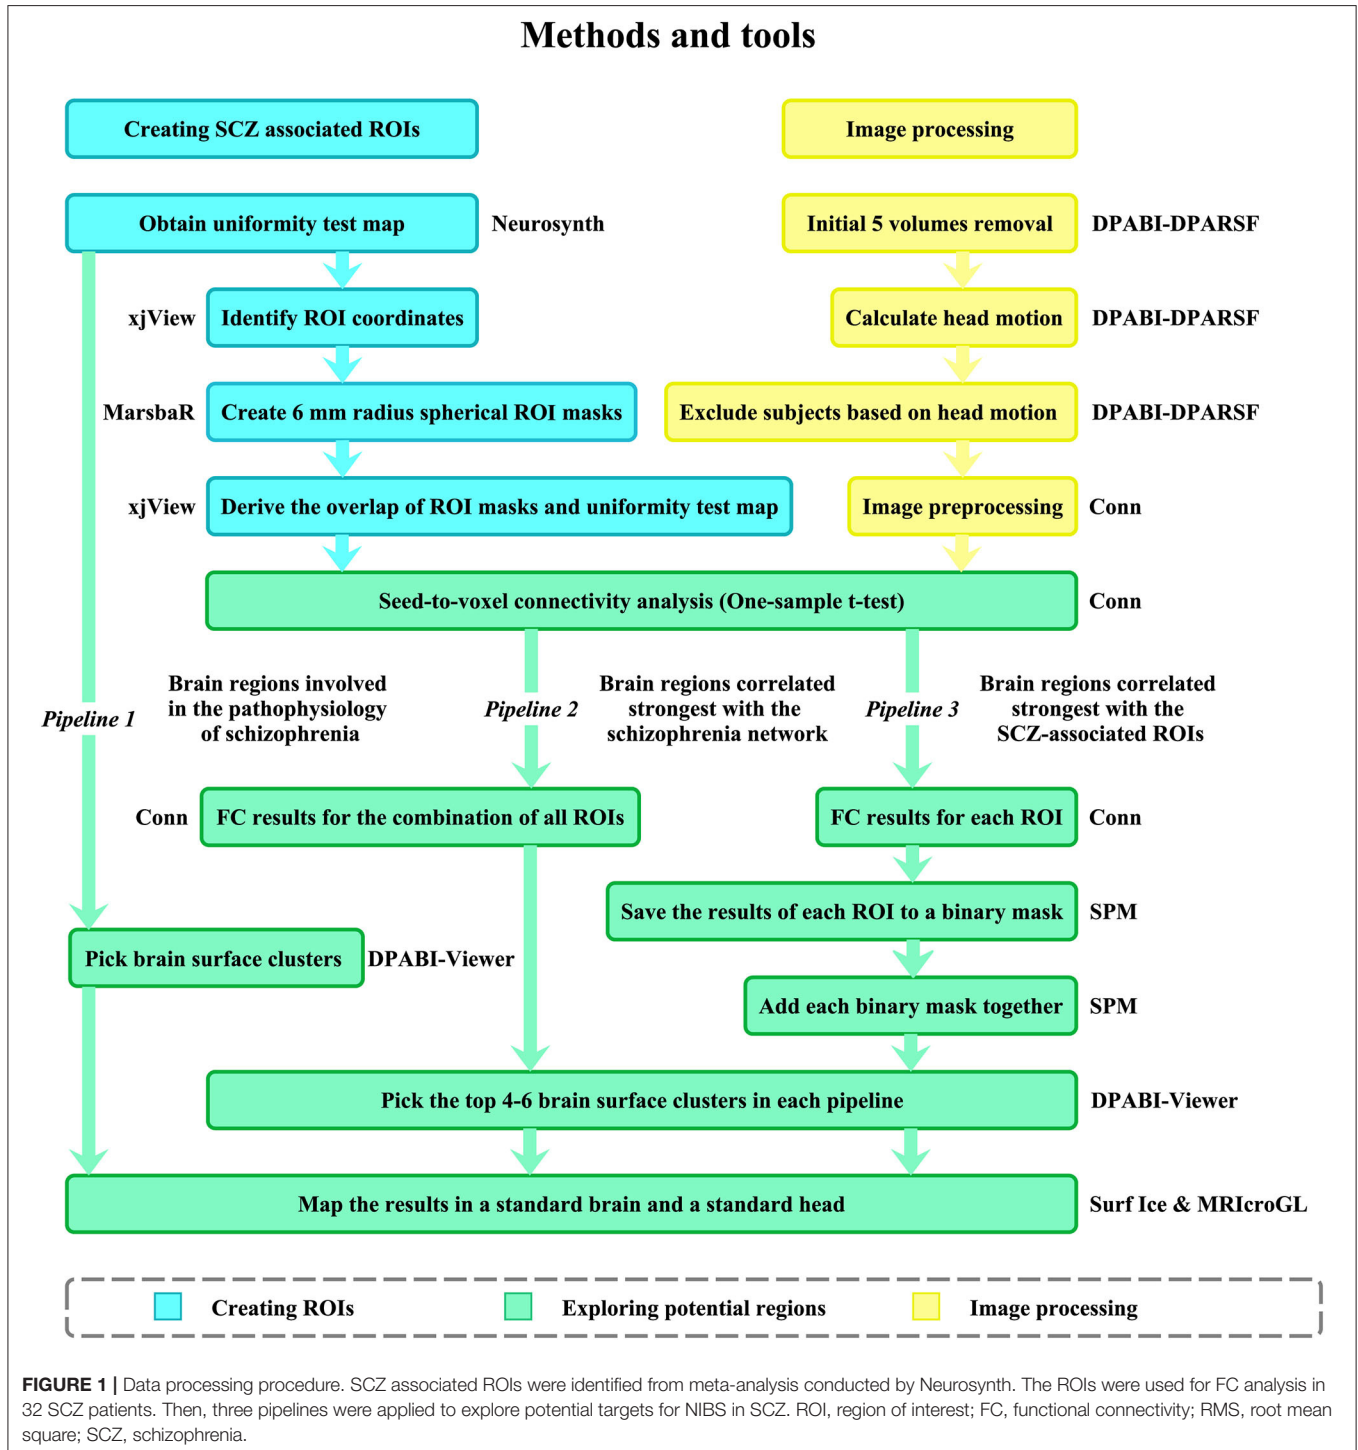 Methods and tools
Creating SCZ associated ROIs
Image processing
Obtain uniformity test map
Neurosynth
Initial 5 volumes removal
DPABI-DPARSF
xjView
Identify ROI coordinates
Calculate head motion
DPABI-DPARSF
MarsbaR
Create 6 mm radius spherical ROI masks
Exclude subjects based on head motion
DPABI-DPARSF
xjView
Derive the overlap of ROI masks and uniformity test map
Image preprocessing
Conn
Seed-to-voxel connectivity analysis (One-sample t-test)
Conn
Pipeline 1
Brain regions involved
in the pathophysiology
of schizophrenia
Pipeline 2
Brain regions correlated
strongest with the
schizophrenia network
Pipeline 3
Brain regions correlated
strongest with the
SCZ-associated ROIs
Conn
FC results for the combination of all ROIs
FC results for each ROI
Conn
Save the results of each ROI to a binary mask
SPM
Pick brain surface clusters
DPABI-Viewer
Add each binary mask together
SPM
Pick the top 4-6 brain surface clusters in each pipeline
DPABI-Viewer
Map the results in a standard brain and a standard head
Surf Ice & MRIcroGL
Creating ROIs
Exploring potential regions
Image processing
FIGURE 1 | Data processing procedure. SCZ associated ROIs were identified from meta-analysis conducted by Neurosynth. The ROIs were used for FC analysis in
32 SCZ patients. Then, three pipelines were applied to explore potential targets for NIBS in SCZ. ROI, region of interest; FC, functional connectivity; RMS, root mean
square; SCZ, schizophrenia.